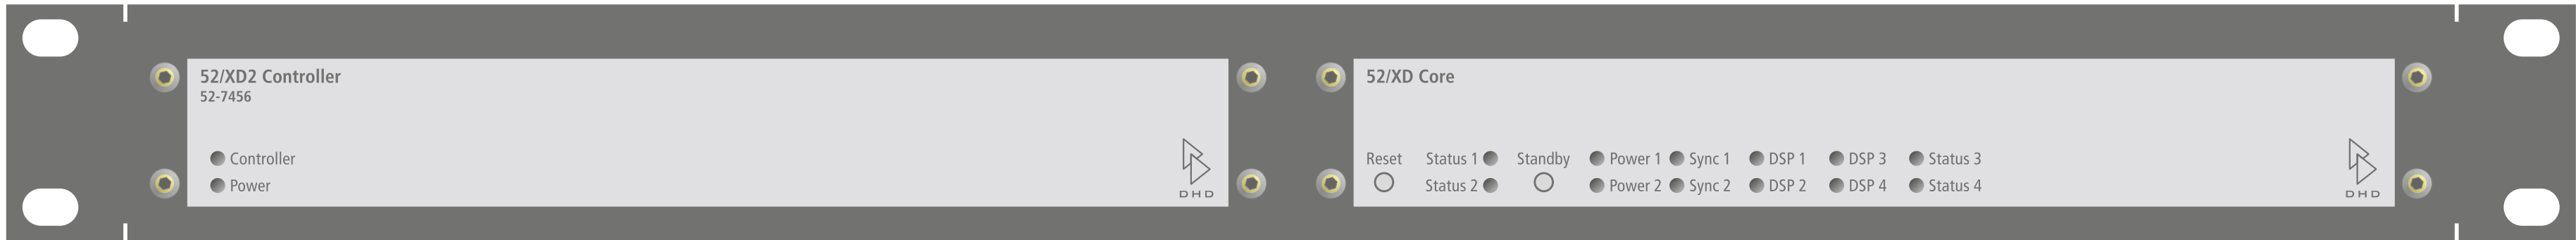 52/XD2 Controller
52-7456
Controller
Power
DHD
52/XD Core
Reset Status 1 Standby Power 1 Sync 1 DSP 1 DSP 3 Status 3
Status 2 Power 2 Sync 2 DSP 2 DSP 4 Status 4
DHD